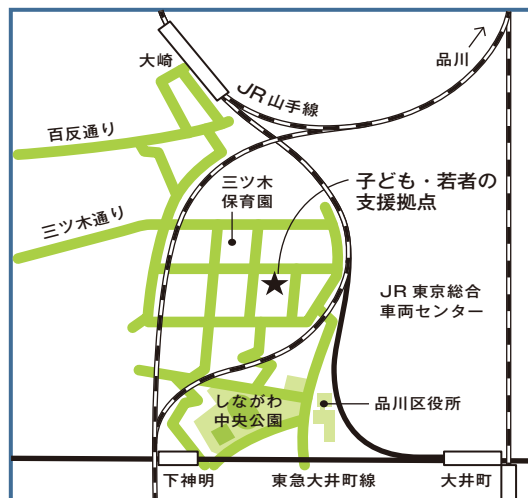 大崎
品川
JR山手線
百反通り
三ツ木
保育園
子ども・若者の
支援拠点
三ツ木通り
JR東京総合
車両センター
しながわ
中央公園
品川区役所
下神明
東急大井町線
大井町